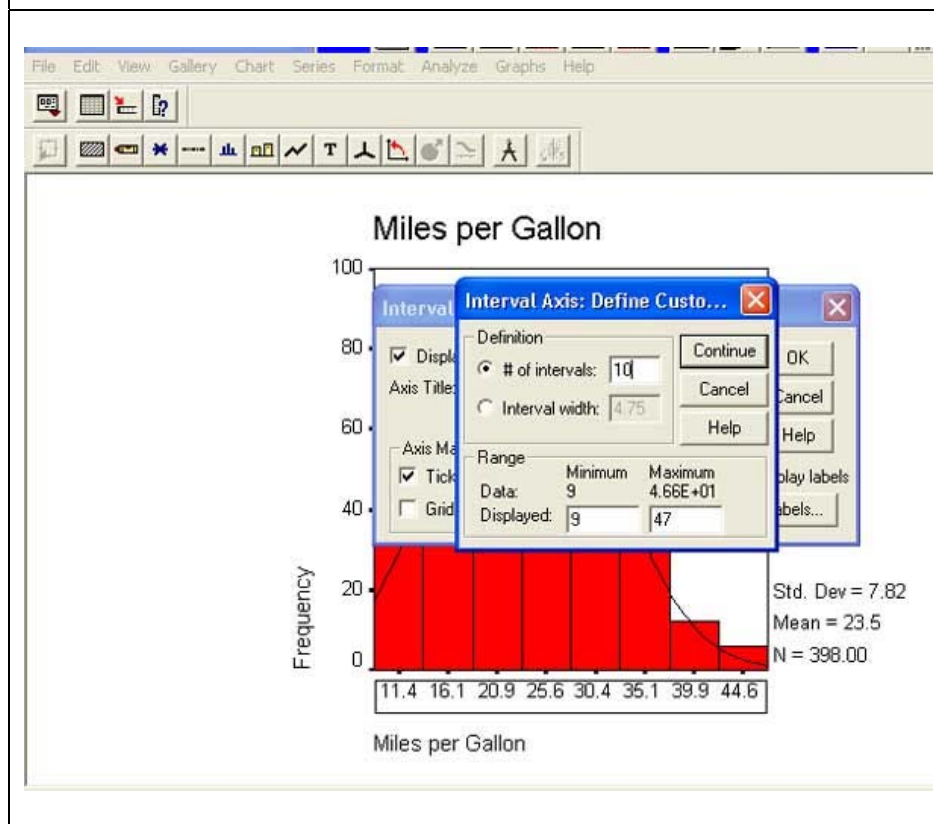 File Edit View Gallery Chart Series Format Analyze Graphs Help
T
Miles per Gallon
100
80
60
40
20
0
Frequency
Interval
Axis Title:
Axis Ma
Tick
Grid
OK
Cancel
Help
play labels
abels...
Interval Axis: Define Custo...
Definition
# of intervals: 10
Interval width: 4.75
Continue
Cancel
Help
Range
Minimum Maximum
Data: 9 4.66E+01
Displayed: 9 47
Std. Dev = 7.82
Mean = 23.5
N = 398.00
11.4 16.1 20.9 25.6 30.4 35.1 39.9 44.6
Miles per Gallon